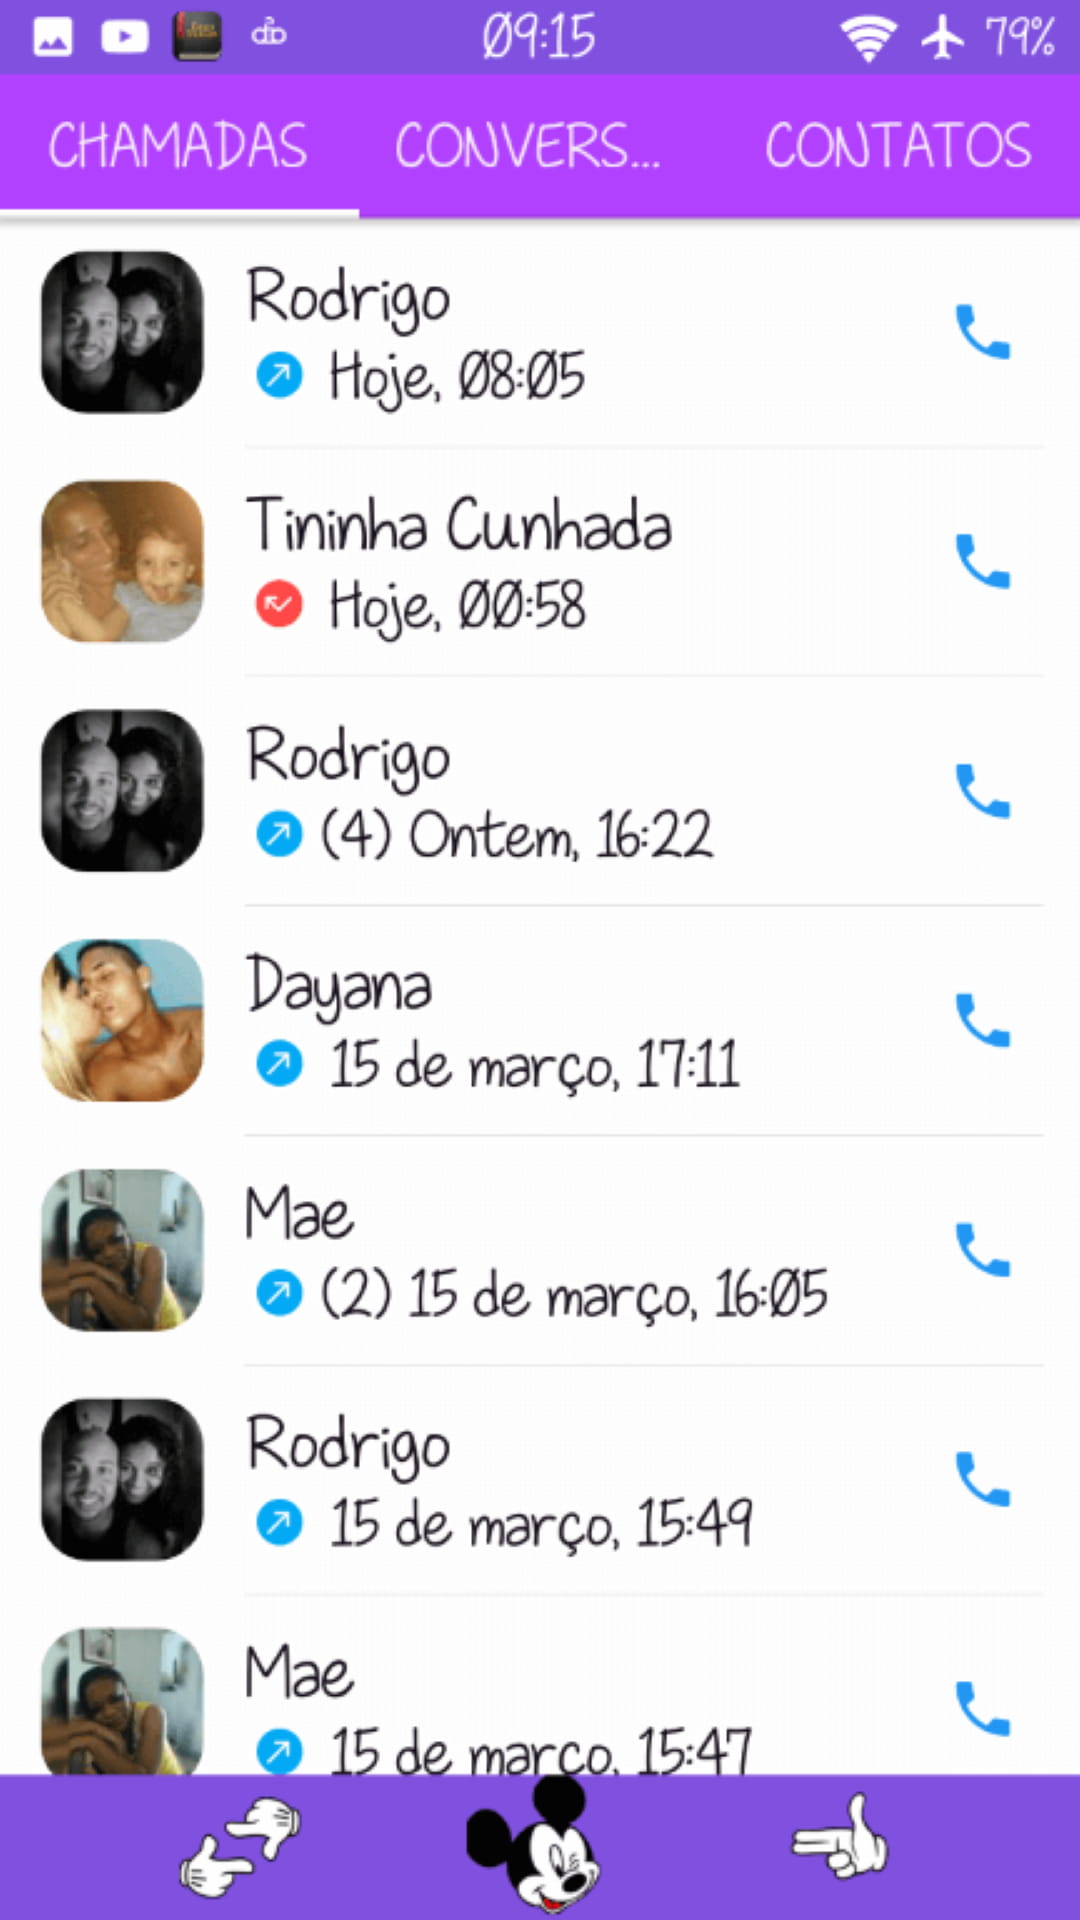 09:15
79%
CHAMADAS CONVERS... CONTATOS
Rodrigo
Hoje, 08:05
Tininha Cunhada
Hoje, 00:58
Rodrigo
(4) Ontem, 16:22
Dayana
15 de março, 17:11
Mae
(2) 15 de março, 16:05
Rodrigo
15 de março, 15:49
Mae
15 de março, 15:47